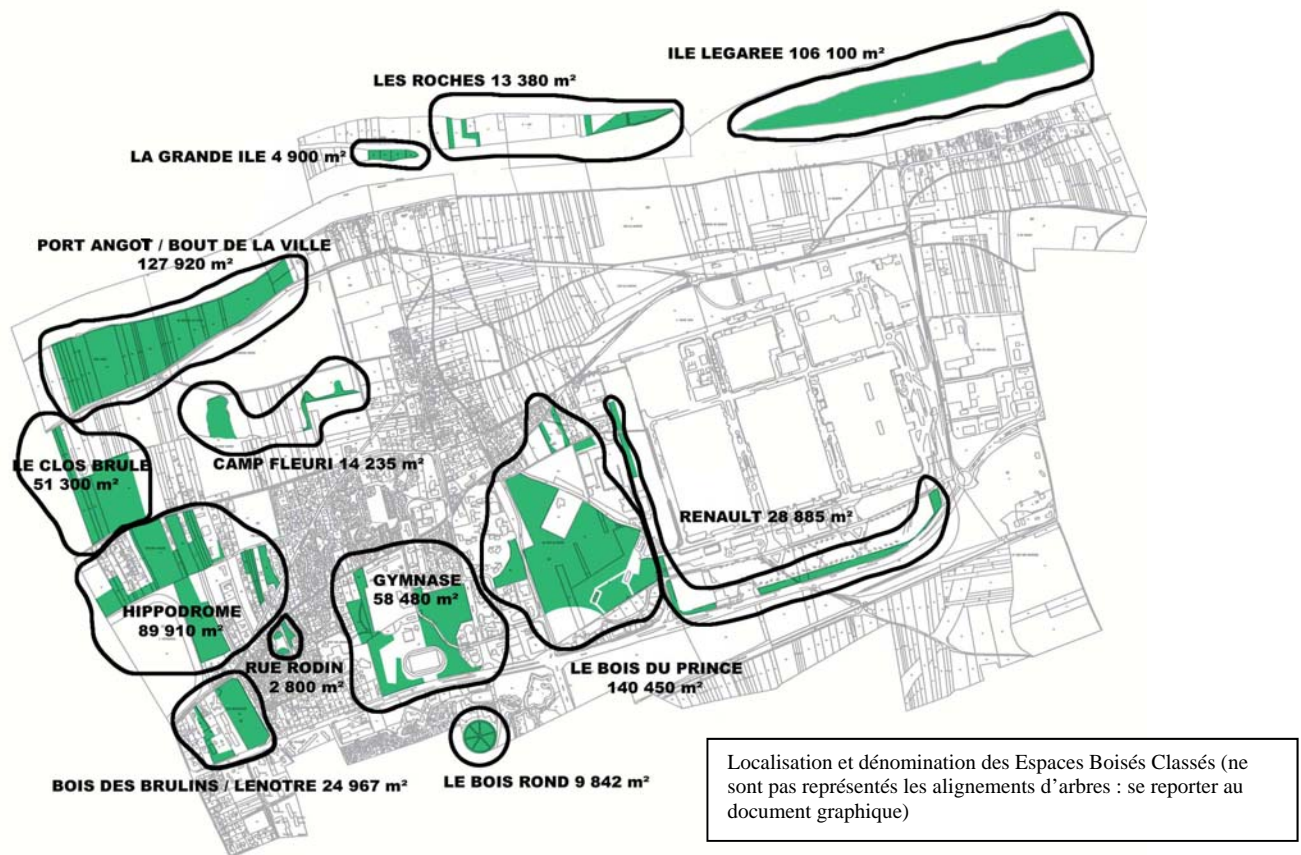 ILE LEGAREE 106 100 m²
LES ROCHES 13 380 m²
LA GRANDE ILE 4 900 m²
PORT ANGOT / BOUT DE LA VILLE
127 920 m²
LE CLOS BRULE
51 300 m²
CAMP FLEURI 14 235 m²
RENAULT 28 885 m²
GYMNASE
58 480 m²
HIPPODROME
89 910 m²
RUE RODIN
2 800 m²
LE BOIS DU PRINCE
140 450 m²
BOIS DES BRULINS / LENOTRE 24 967 m²
LE BOIS ROND 9 842 m²
Localisation et dénomination des Espaces Boisés Classés (ne
sont pas représentés les alignements d’arbres : se reporter au
document graphique)